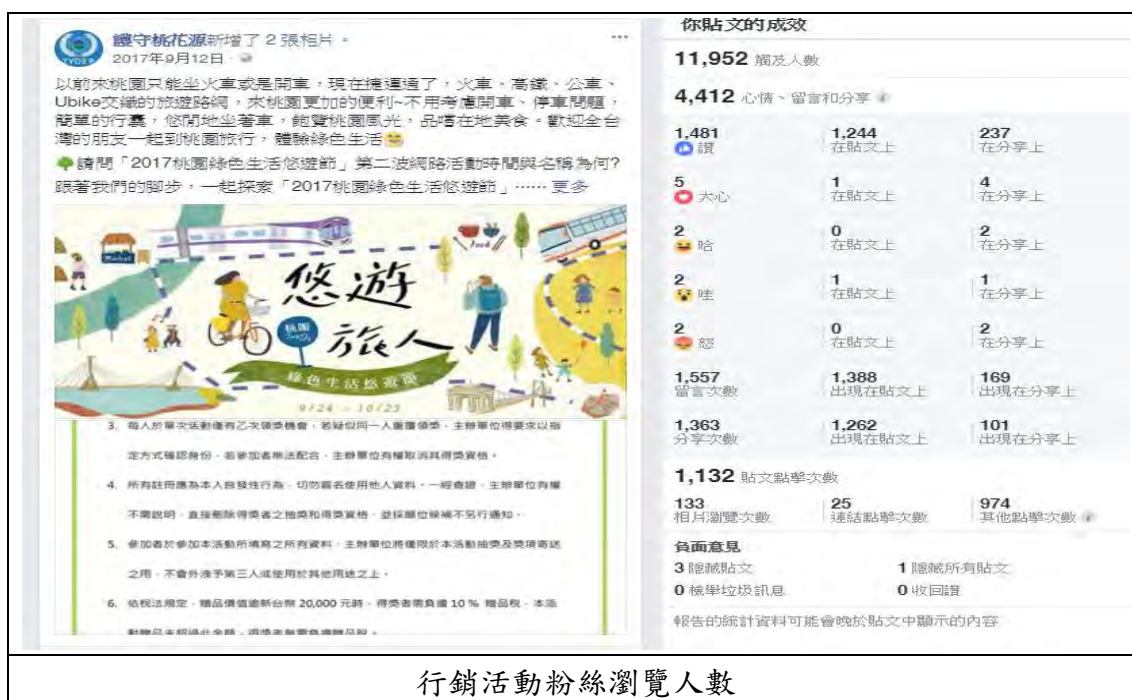 護守桃花源新增了 2 張相片。
2017年9月12日
以前來桃園只能坐火車或是開車，現在捷運通了，火車、高鐵、公車、
Ubike交織的旅遊路網，來桃園更加的便利~不用考慮開車、停車問題，
簡單的行囊，悠閒地坐著車，飽覽桃園風光，品嚐在地美食。歡迎全台
灣的朋友一起到桃園旅行，體驗綠色生活
請問「2017桃園綠色生活悠遊節」第二波網路活動時間與名稱為何?
跟著我們的腳步，一起探索「2017桃園綠色生活悠遊節」…… 更多
Market
Food
悠遊
桃園
旅人
綠色生活悠遊節
9/24 - 10/23
3. 每人於單次活動僅有乙次領獎機會，若疑似同一人重覆領獎，主辦單位得要求以指
定方式確認身份，若參加者無法配合，主辦單位有權取消其得獎資格。
4. 所有註冊應為本人自發性行為，切勿冒名使用他人資料。一經查證，主辦單位有權
不需說明，直接刪除得獎者之抽獎和得獎資格，並採順位候補不另行通知。
5. 參加者於參加本活動所填寫之所有資料，主辦單位將僅限於本活動抽獎及獎項寄送
之用，不會外洩予第三人或使用於其他用途之上。
6. 依稅法規定，贈品價值逾新台幣 20,000 元時，得獎者需負擔 10% 贈品稅，本活
動贈品未超過此金額，得獎者無需負擔贈品稅。
你貼文的成效
11,952 觸及人數
4,412 心情、留言和分享
1,481 讚
1,244 在貼文上
237 在分享上
5 大心
1 在貼文上
4 在分享上
2 哈
0 在貼文上
2 在分享上
2 哇
1 在貼文上
1 在分享上
2 怒
0 在貼文上
2 在分享上
1,557 留言次數
1,388 出現在貼文上
169 出現在分享上
1,363 分享次數
1,262 出現在貼文上
101 出現在分享上
1,132 貼文點擊次數
133 相片瀏覽次數
25 連結點擊次數
974 其他點擊次數
負面意見
3 隱藏貼文
1 隱藏所有貼文
0 檢舉垃圾訊息
0 收回讚
報告的統計資料可能會晚於貼文中顯示的內容
行銷活動粉絲瀏覽人數